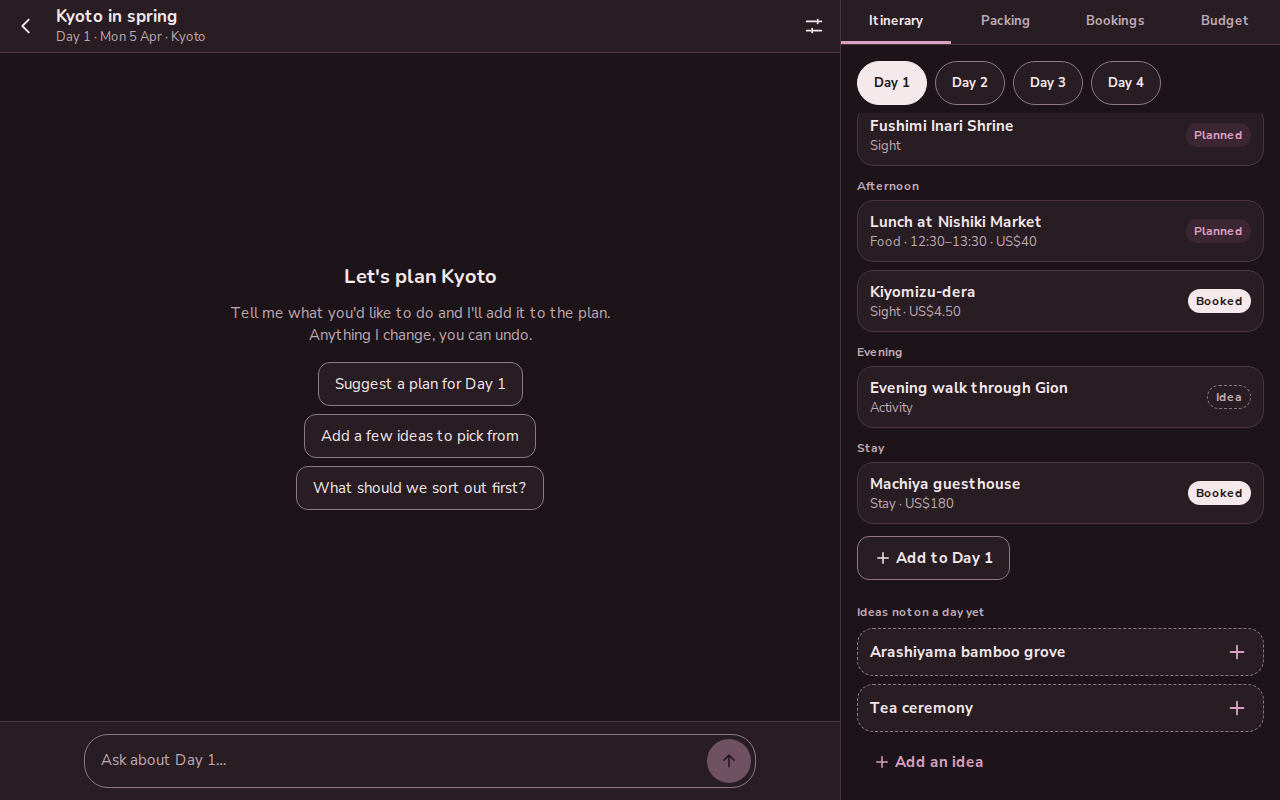 Kyoto in spring
Day 1 · Mon 5 Apr · Kyoto
Let's plan Kyoto
Tell me what you'd like to do and I'll add it to the plan.
Anything I change, you can undo.
Suggest a plan for Day 1
Add a few ideas to pick from
What should we sort out first?
Ask about Day 1...
Itinerary Packing Bookings Budget
Day 1 Day 2 Day 3 Day 4
Fushimi Inari Shrine
Sight
Planned
Afternoon
Lunch at Nishiki Market
Food · 12:30–13:30 · US$40
Planned
Kiyomizu-dera
Sight · US$4.50
Booked
Evening
Evening walk through Gion
Activity
Idea
Stay
Machiya guesthouse
Stay · US$180
Booked
Add to Day 1
Ideas not on a day yet
Arashiyama bamboo grove
Tea ceremony
Add an idea